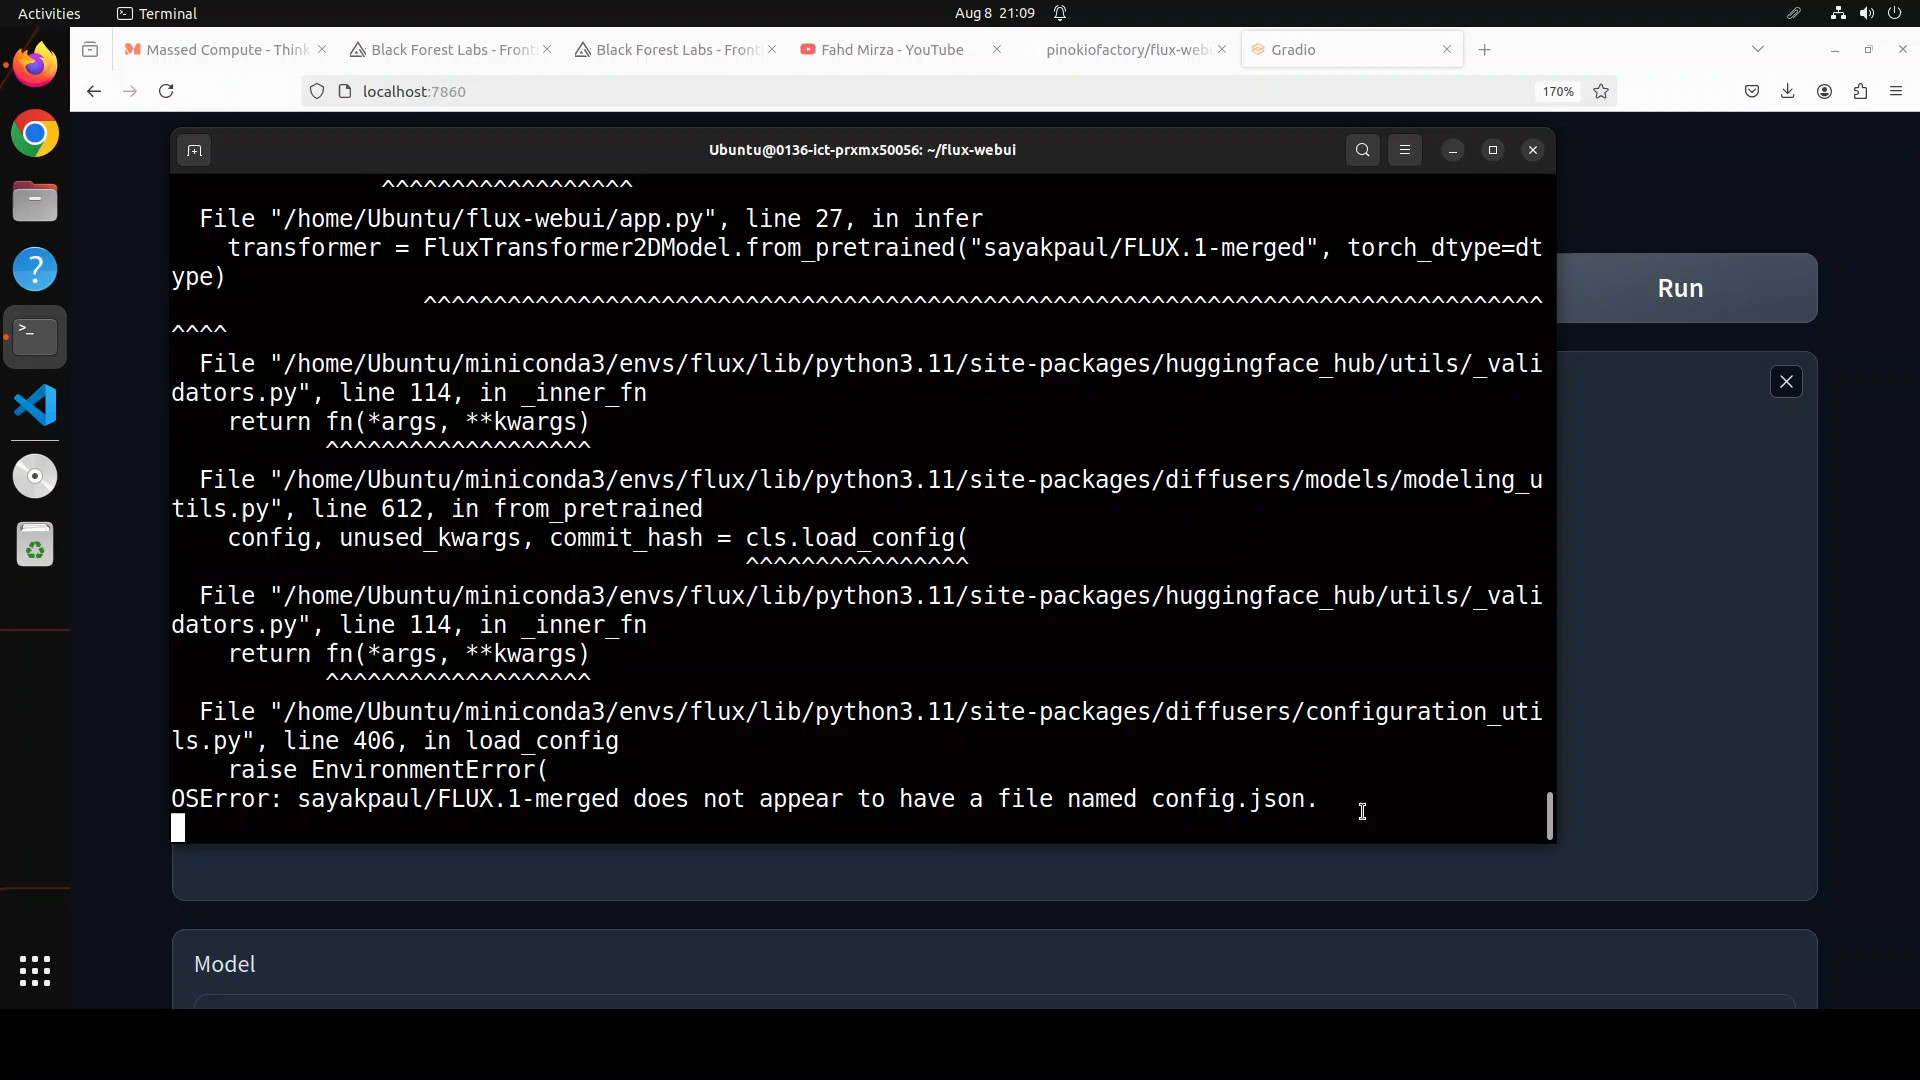 Activities
Terminal
Aug 8 21:09
Massed Compute - Think
Black Forest Labs - Front
Black Forest Labs - Front
Fahd Mirza - YouTube
pinokiofactory/flux-web
Gradio
localhost:7860
170%
Ubuntu@0136-ict-prxmx50056: ~/flux-webui
^^^^^^^^^^^^^^^^^^
File "/home/Ubuntu/flux-webui/app.py", line 27, in infer
transformer = FluxTransformer2DModel.from_pretrained("sayakpaul/FLUX.1-merged", torch_dtype=dt
ype)
^^^^^^^^^^^^^^^^^^^^^^^^^^^^^^^^^^^^^^^^^^^^^^^^^^^^^^^^^^^^^^^^^^^^^^^^^^^^^^^^
^^^^
File "/home/Ubuntu/miniconda3/envs/flux/lib/python3.11/site-packages/huggingface_hub/utils/_vali
dators.py", line 114, in _inner_fn
return fn(*args, **kwargs)
^^^^^^^^^^^^^^^^^^^
File "/home/Ubuntu/miniconda3/envs/flux/lib/python3.11/site-packages/diffusers/models/modeling_u
tils.py", line 612, in from_pretrained
config, unused_kwargs, commit_hash = cls.load_config(
^^^^^^^^^^^^^^^^
File "/home/Ubuntu/miniconda3/envs/flux/lib/python3.11/site-packages/huggingface_hub/utils/_vali
dators.py", line 114, in _inner_fn
return fn(*args, **kwargs)
^^^^^^^^^^^^^^^^^^^
File "/home/Ubuntu/miniconda3/envs/flux/lib/python3.11/site-packages/diffusers/configuration_uti
ls.py", line 406, in load_config
raise EnvironmentError(
OSError: sayakpaul/FLUX.1-merged does not appear to have a file named config.json.
Run
Model